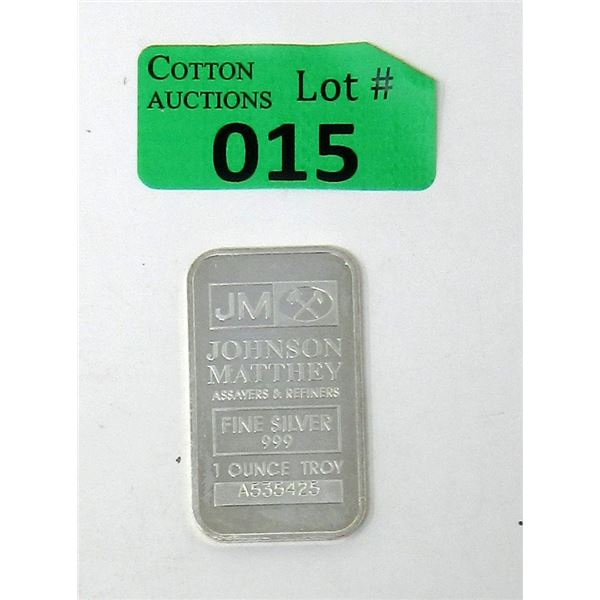 COTTON
AUCTIONS
Lot #
015
JM
JOHNSON
MATTHEY
ASSAYERS & REFINERS
FINE SILVER
999
1 OUNCE TROY
A535425